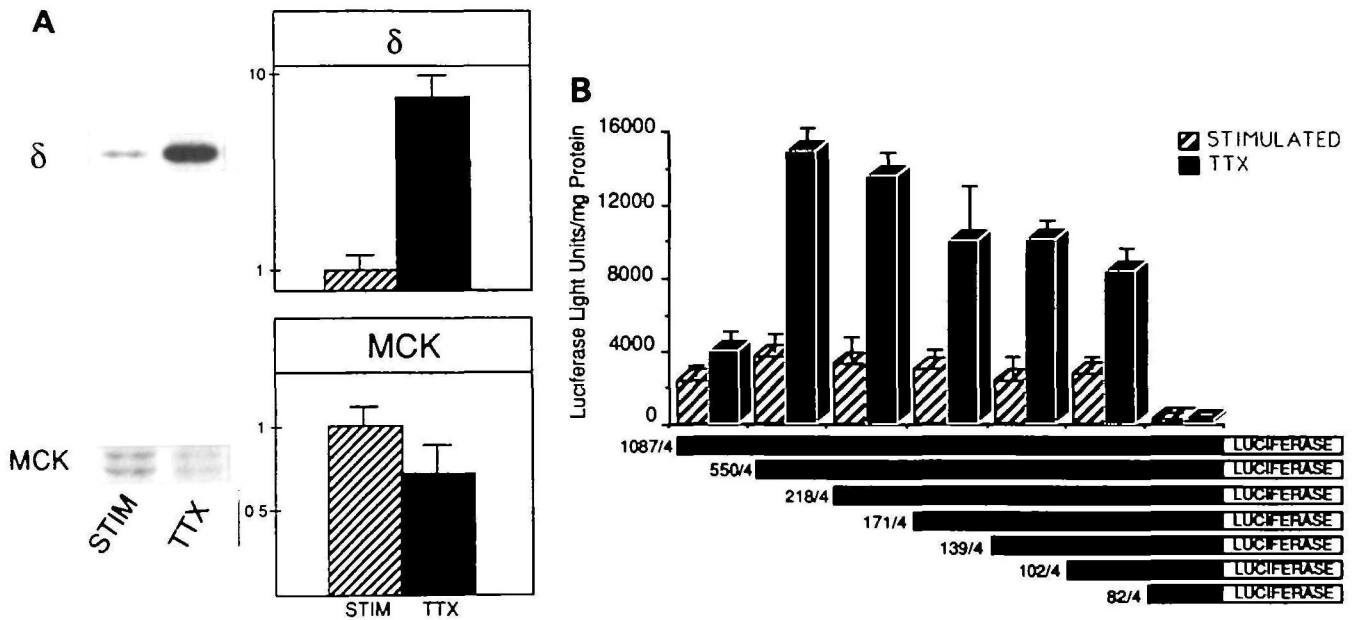 A
δ
δ
10
1
MCK
MCK
1
0 5
STIM
TTX
STIM
TTX
B
Luciferase Light Units/mg Protein
16000
12000
8000
4000
0
STIMULATED
TTX
1087/4
LUCIFERASE
550/4
LUCIFERASE
218/4
LUCIFERASE
171/4
LUCIFERASE
139/4
LUCIFERASE
102/4
LUCIFERASE
82/4
LUCIFERASE